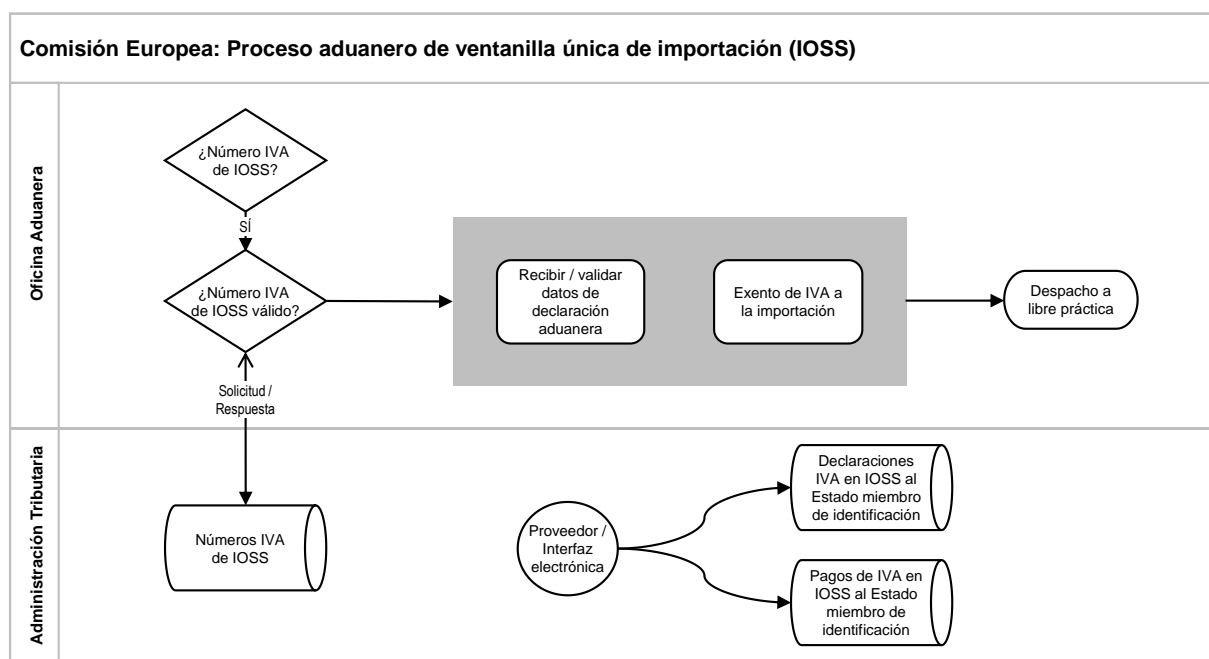 Comisión Europea: Proceso aduanero de ventanilla única de importación (IOSS)
Oficina Aduanera
¿Número IVA
de IOSS?
SÍ
¿Número IVA
de IOSS válido?
Recibir / validar
datos de
declaración
aduanera
Exento de IVA a
la importación
Despacho a
libre práctica
Solicitud /
Respuesta
Administración Tributaria
Números IVA
de IOSS
Proveedor /
Interfaz
electrónica
Declaraciones
IVA en IOSS al
Estado miembro
de identificación
Pagos de IVA en
IOSS al Estado
miembro de
identificación